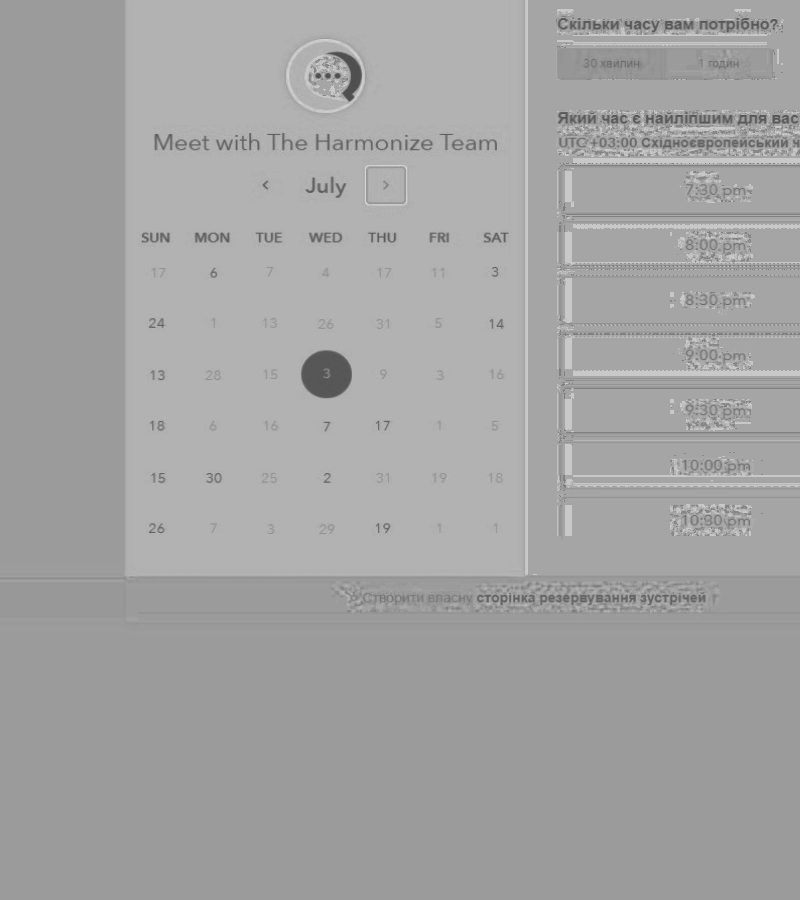 Meet with The Harmonize Team
July
SUN MON TUE WED THU FRI SAT
17 6 7 4 17 11 3
24 1 13 26 31 5 14
13 28 15 3 9 3 16
18 6 16 7 17 1 5
15 30 25 2 31 19 18
26 7 3 29 19 1 1
Скільки часу вам потрібно?
30 хвилин 1 годин
Який час є найліпшим для вас
UTC +03:00 Східноєвропейський ч
7:30 pm
8:00 pm
8:30 pm
9:00 pm
9:30 pm
10:00 pm
10:30 pm
Створити власну сторінка резервування зустрічей